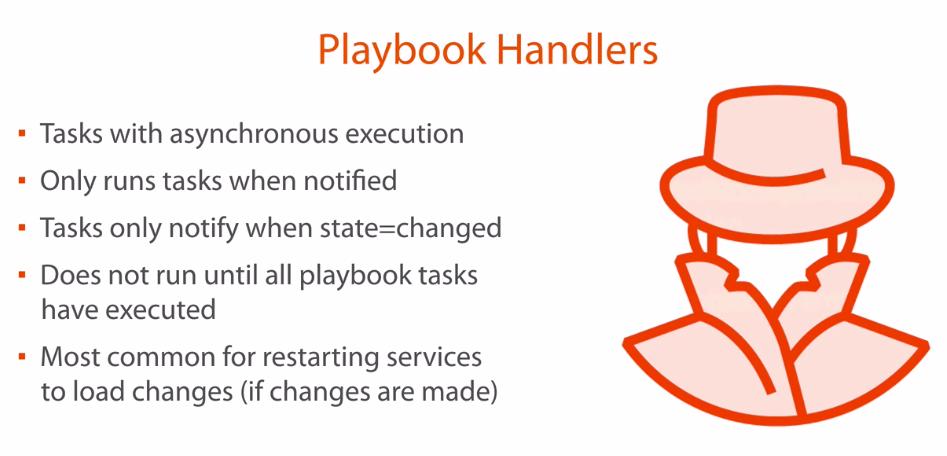 Playbook Handlers
▪ Tasks with asynchronous execution
▪ Only runs tasks when notified
▪ Tasks only notify when state=changed
▪ Does not run until all playbook tasks
have executed
▪ Most common for restarting services
to load changes (if changes are made)